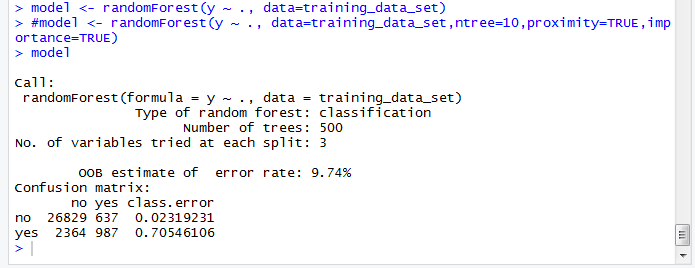 > model <- randomForest(y ~ ., data=training_data_set)
> #model <- randomForest(y ~ ., data=training_data_set,ntree=10,proximity=TRUE,imp
ortance=TRUE)
> model
Call:
randomForest(formula = y ~ ., data = training_data_set)
Type of random forest: classification
Number of trees: 500
No. of variables tried at each split: 3
OOB estimate of  error rate: 9.74%
Confusion matrix:
no yes class.error
no  26829 637  0.02319231
yes  2364 987  0.70546106
>